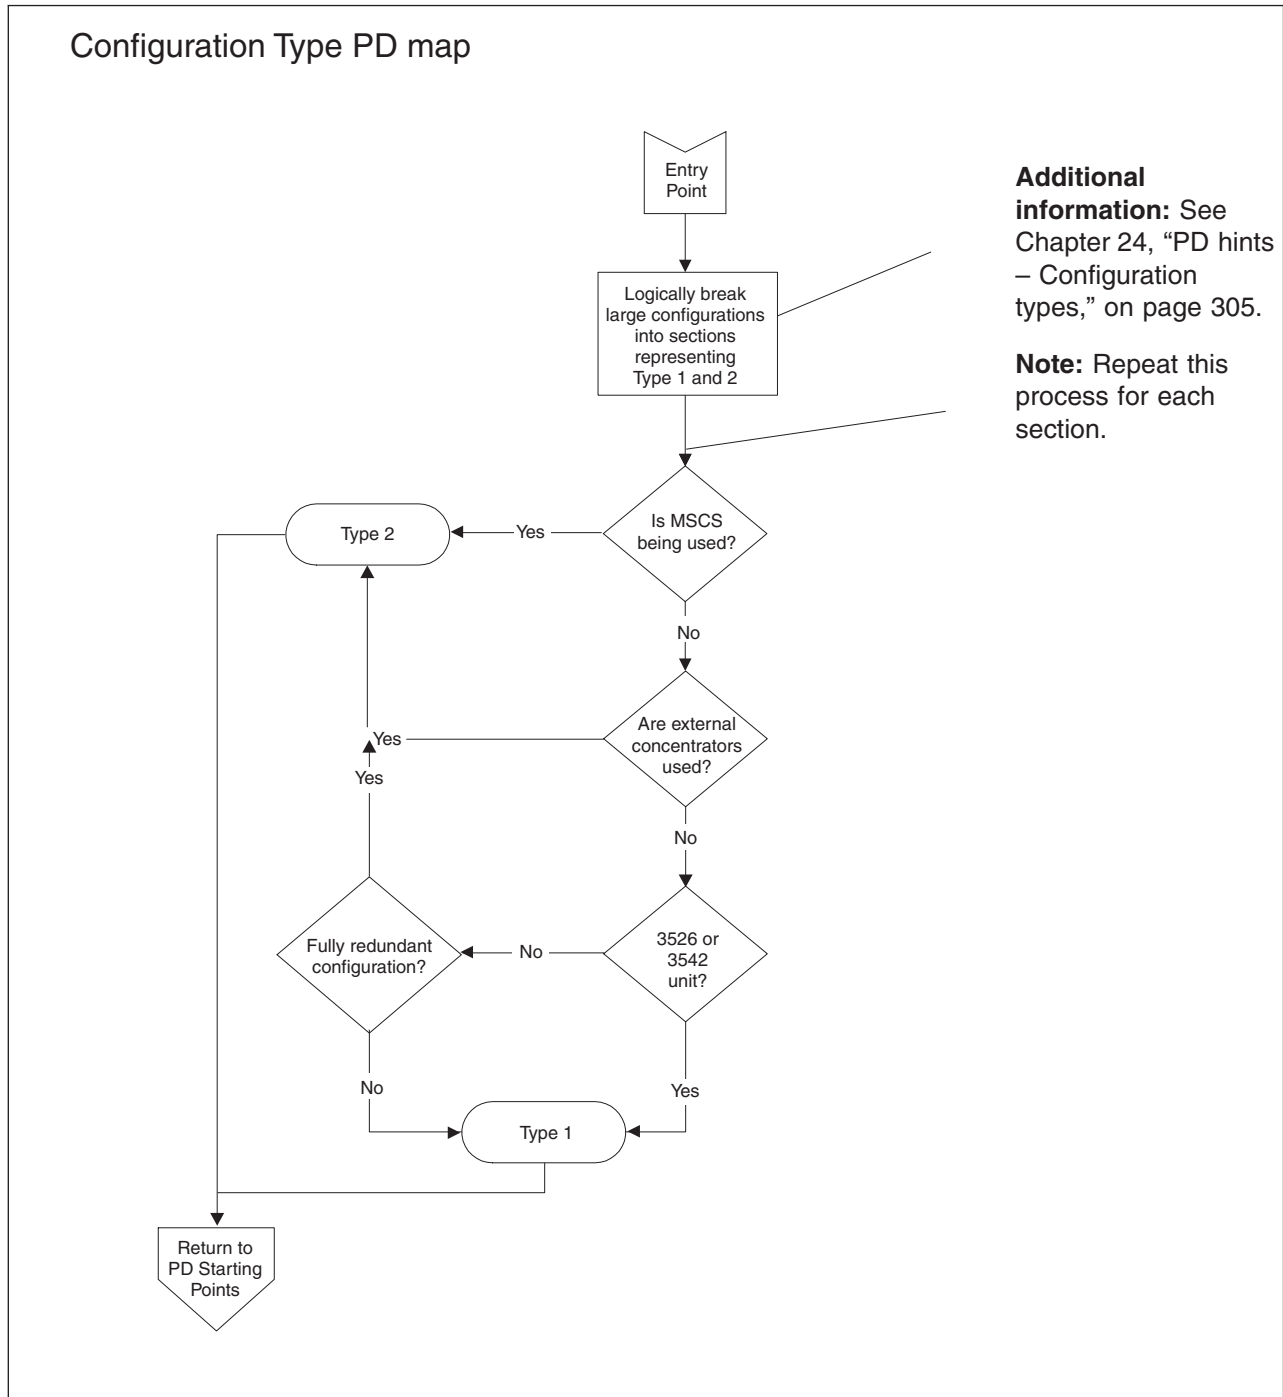 Configuration Type PD map
Entry
Point
Additional
information: See
Chapter 24, “PD hints
– Configuration
types,” on page 305.
Note: Repeat this
process for each
section.
Logically break
large configurations
into sections
representing
Type 1 and 2
Is MSCS
being used?
Yes
Type 2
No
Are external
concentrators
used?
Yes
Yes
No
3526 or
3542
unit?
No
Fully redundant
configuration?
No
Yes
Type 1
Return to
PD Starting
Points